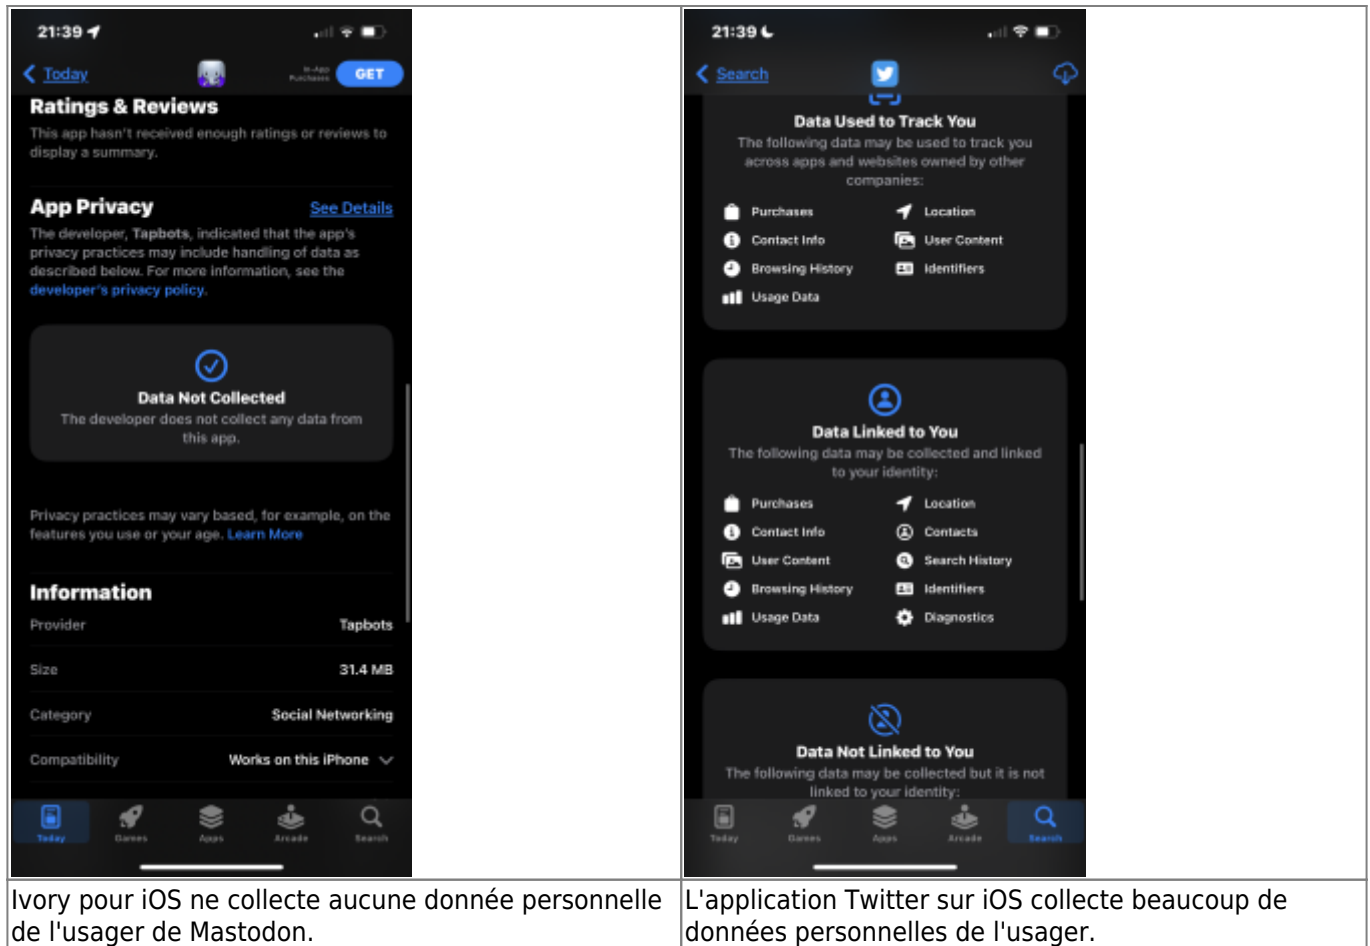 21:39
Today
In-App
Purchases
GET
Ratings & Reviews
This app hasn't received enough ratings or reviews to
display a summary.
App Privacy
See Details
The developer, Tapbots, indicated that the app's
privacy practices may include handling of data as
described below. For more information, see the
developer's privacy policy.
Data Not Collected
The developer does not collect any data from
this app.
Privacy practices may vary based, for example, on the
features you use or your age. Learn More
Information
Provider
Tapbots
Size
31.4 MB
Category
Social Networking
Compatibility
Works on this iPhone
Today
Games
Apps
Arcade
Search
Ivory pour iOS ne collecte aucune donnée personnelle
de l'usager de Mastodon.
21:39
Search
Data Used to Track You
The following data may be used to track you
across apps and websites owned by other
companies:
Purchases
Location
Contact Info
User Content
Browsing History
Identifiers
Usage Data
Data Linked to You
The following data may be collected and linked
to your identity:
Purchases
Location
Contact Info
Contacts
User Content
Search History
Browsing History
Identifiers
Usage Data
Diagnostics
Data Not Linked to You
The following data may be collected but it is not
linked to your identity:
Today
Games
Apps
Arcade
Search
L'application Twitter sur iOS collecte beaucoup de
données personnelles de l'usager.